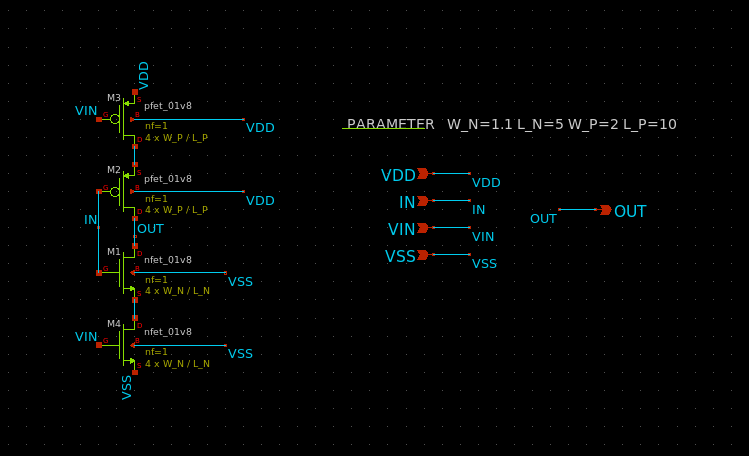 VDD
M3
VIN
G
S
B
D
pfet_01v8
nf=1
4 x W_P / L_P
VDD
M2
G
S
B
D
pfet_01v8
nf=1
4 x W_P / L_P
VDD
IN
OUT
M1
G
D
B
S
nfet_01v8
nf=1
4 x W_N / L_N
VSS
M4
VIN
G
D
B
S
nfet_01v8
nf=1
4 x W_N / L_N
VSS
VSS
PARAMETER W_N=1.1 L_N=5 W_P=2 L_P=10
VDD VDD
IN IN
VIN VIN
VSS VSS
OUT OUT